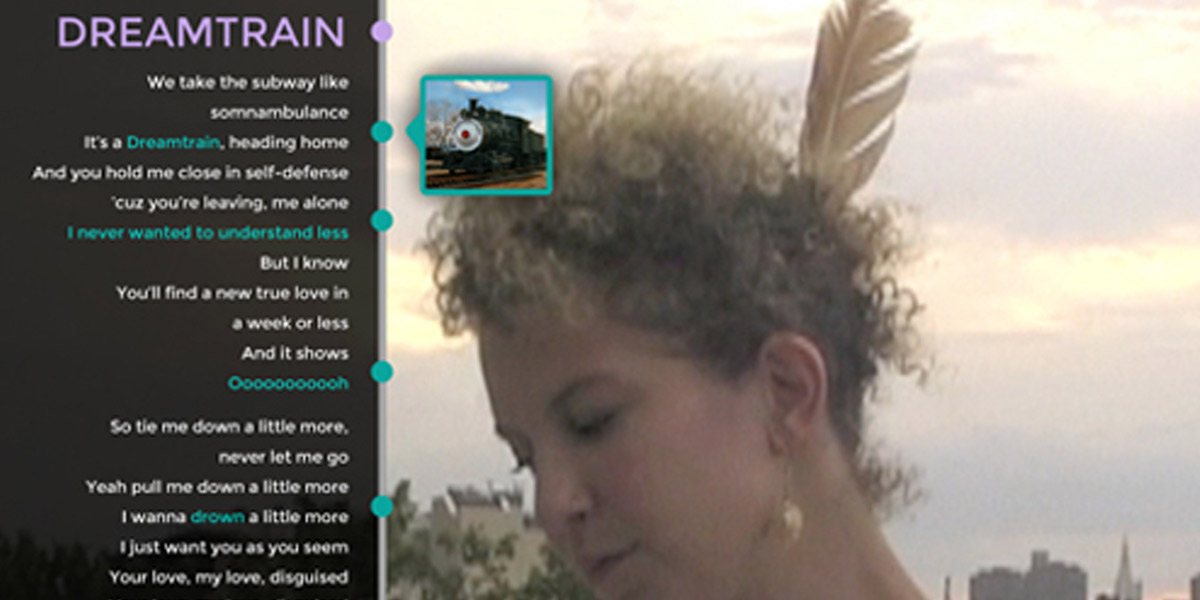 DREAMTRAIN
We take the subway like
somnambulance
It's a Dreamtrain, heading home
And you hold me close in self-defense
'cuz you're leaving, me alone
I never wanted to understand less
But I know
You'll find a new true love in
a week or less
And it shows
Ooooooooooh
So tie me down a little more,
never let me go
Yeah pull me down a little more
I wanna drown a little more
I just want you as you seem
Your love, my love, disguised